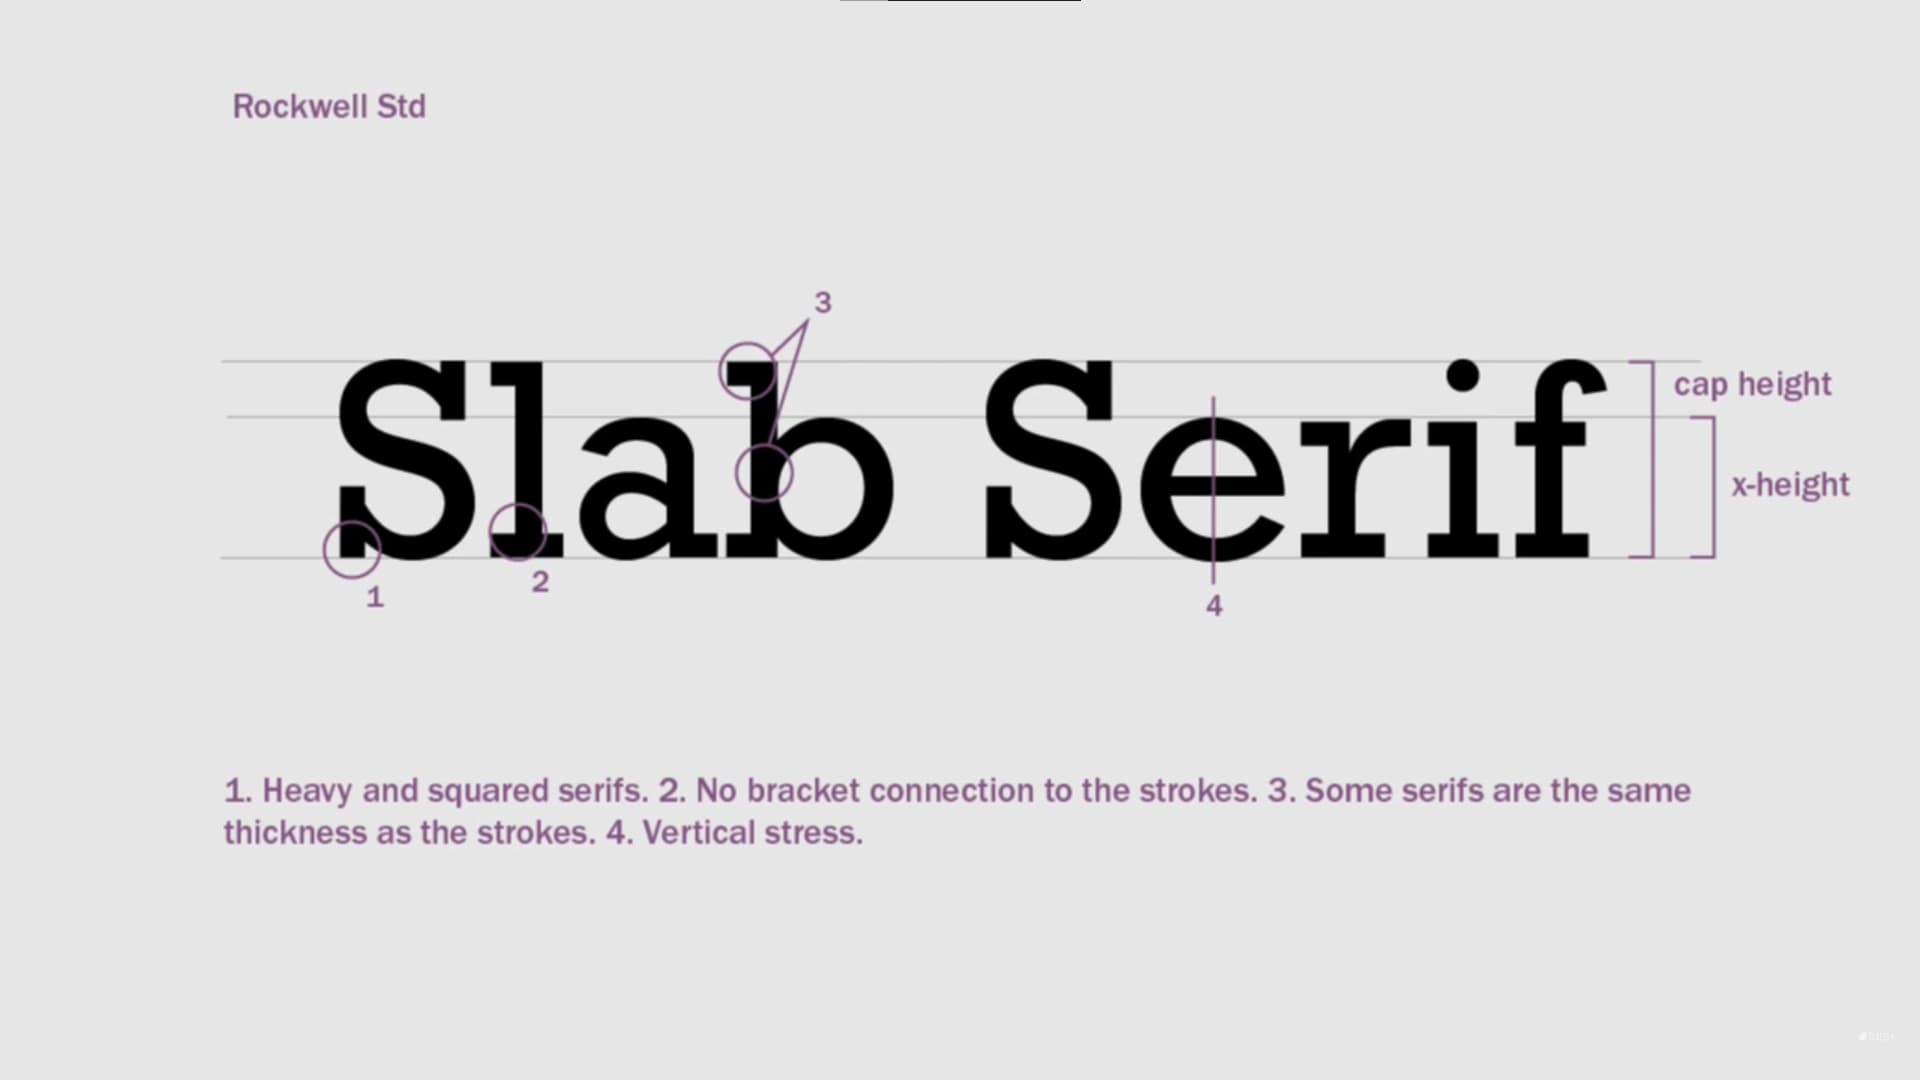 Rockwell Std
3
Slab Serif
cap height
x-height
1
2
4
1. Heavy and squared serifs. 2. No bracket connection to the strokes. 3. Some serifs are the same
thickness as the strokes. 4. Vertical stress.